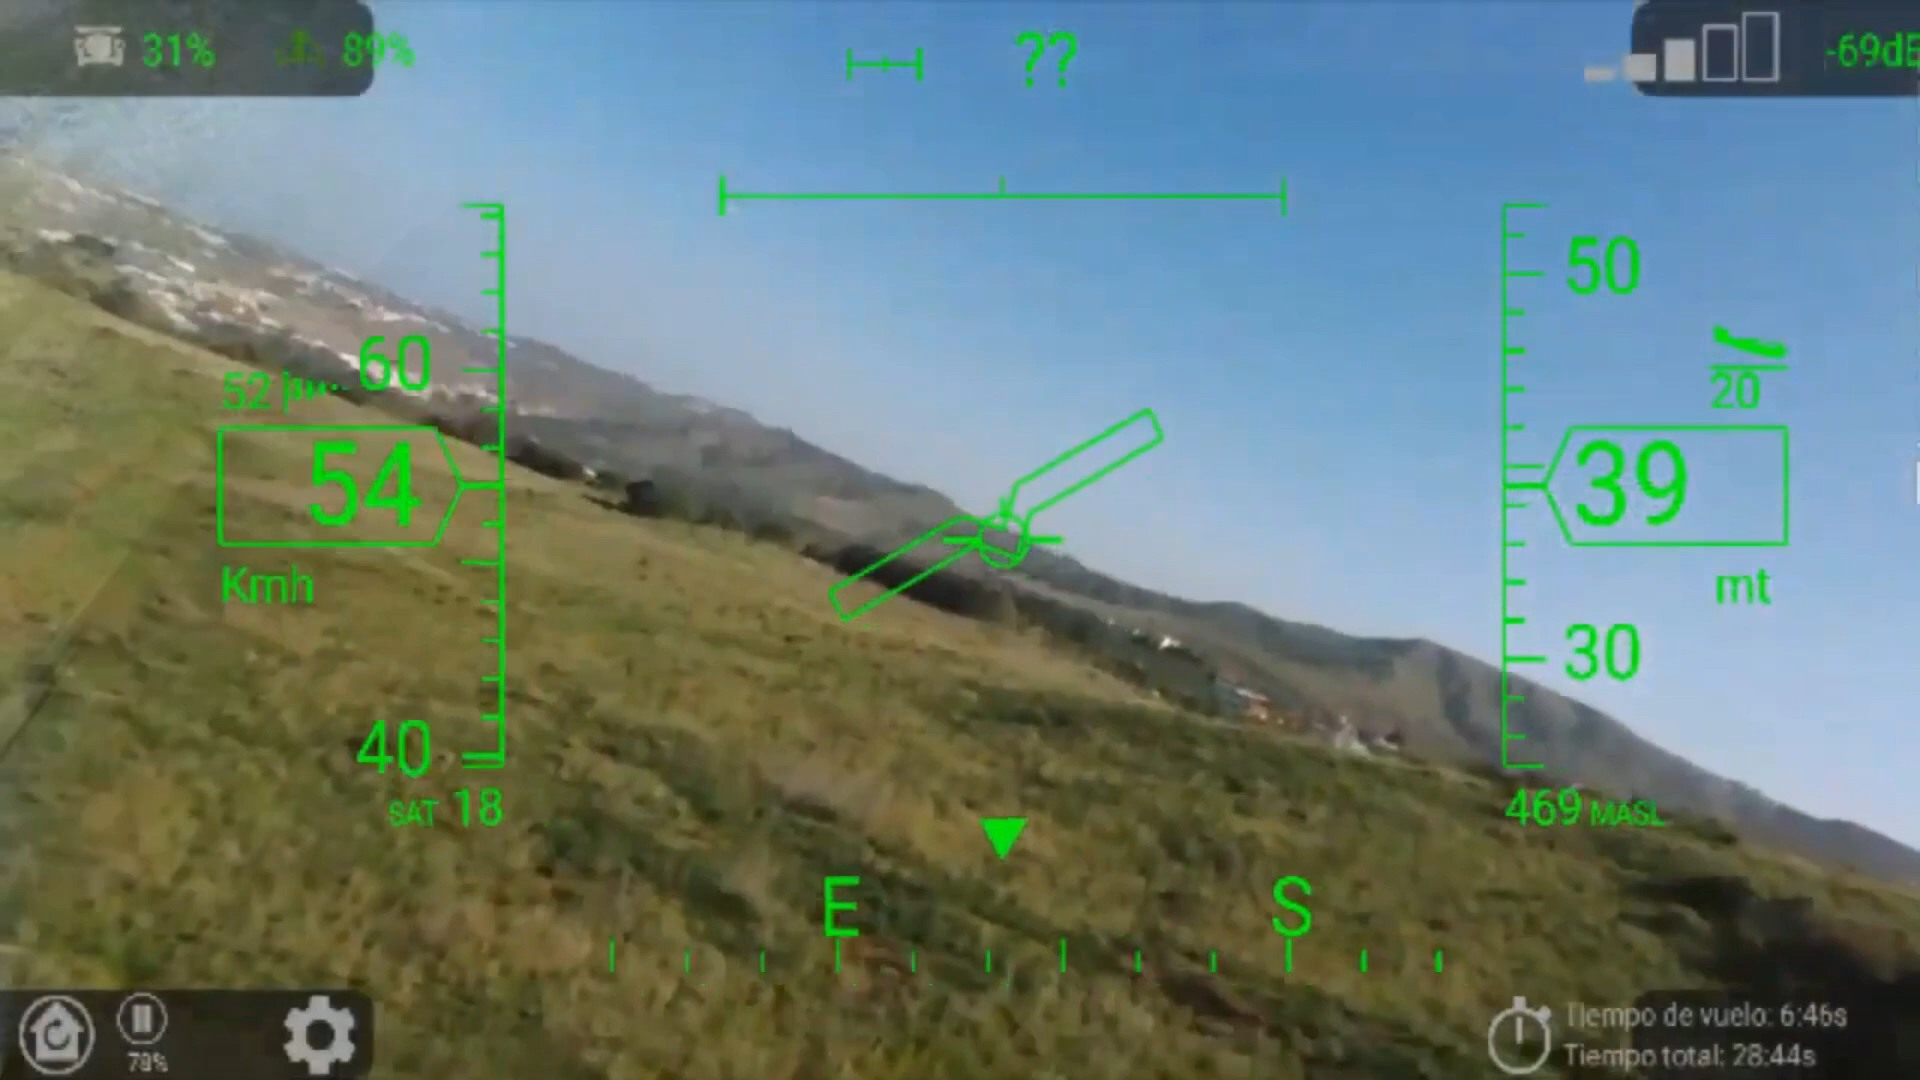 31% 89% ?? -69dB
50
60
52
20
54 39
Kmh mt
30
40
SAT 18 469 MASL
E S
78%
Tiempo de vuelo: 6:46s
Tiempo total: 28:44s